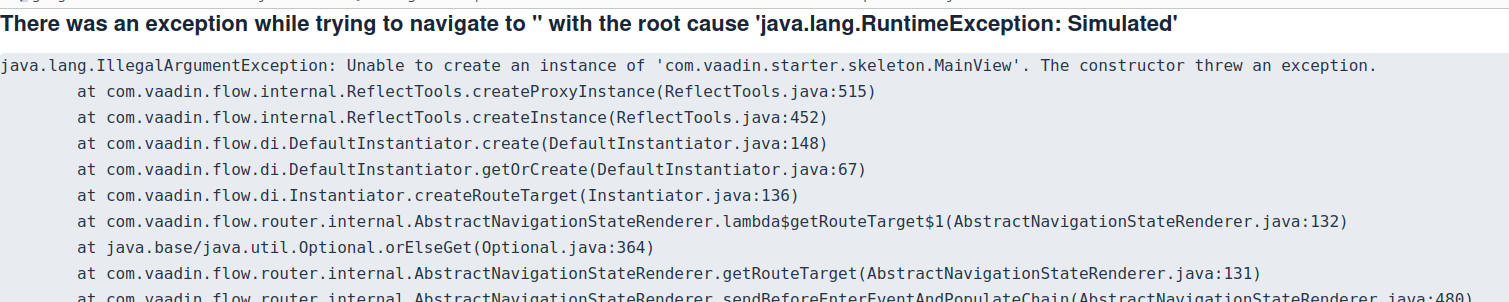 There was an exception while trying to navigate to '' with the root cause 'java.lang.RuntimeException: Simulated'
java.lang.IllegalArgumentException: Unable to create an instance of 'com.vaadin.starter.skeleton.MainView'. The constructor threw an exception.
at com.vaadin.flow.internal.ReflectTools.createProxyInstance(ReflectTools.java:515)
at com.vaadin.flow.internal.ReflectTools.createInstance(ReflectTools.java:452)
at com.vaadin.flow.di.DefaultInstantiator.create(DefaultInstantiator.java:148)
at com.vaadin.flow.di.DefaultInstantiator.getOrCreate(DefaultInstantiator.java:67)
at com.vaadin.flow.di.Instantiator.createRouteTarget(Instantiator.java:136)
at com.vaadin.flow.router.internal.AbstractNavigationStateRenderer.lambda$getRouteTarget$1(AbstractNavigationStateRenderer.java:132)
at java.base/java.util.Optional.orElseGet(Optional.java:364)
at com.vaadin.flow.router.internal.AbstractNavigationStateRenderer.getRouteTarget(AbstractNavigationStateRenderer.java:131)
at com.vaadin.flow.router.internal.AbstractNavigationStateRenderer.sendBeforeEnterEventAndPopulateChain(AbstractNavigationStateRenderer.java:480)